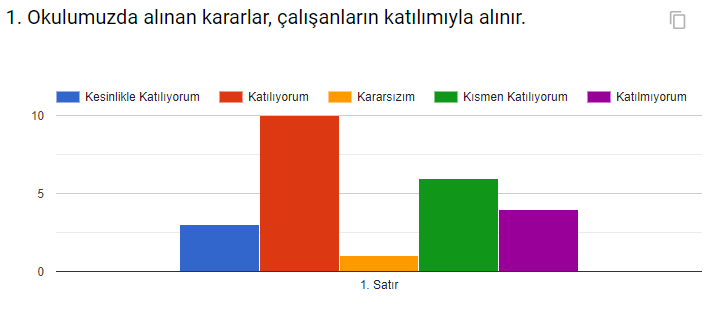 1. Okulumuzda alınan kararlar, çalışanların katılımıyla alınır.
Kesinlikle Katılıyorum Katılıyorum Kararsızım Kısmen Katılıyorum Katılmıyorum
10
5
0
1. Satır